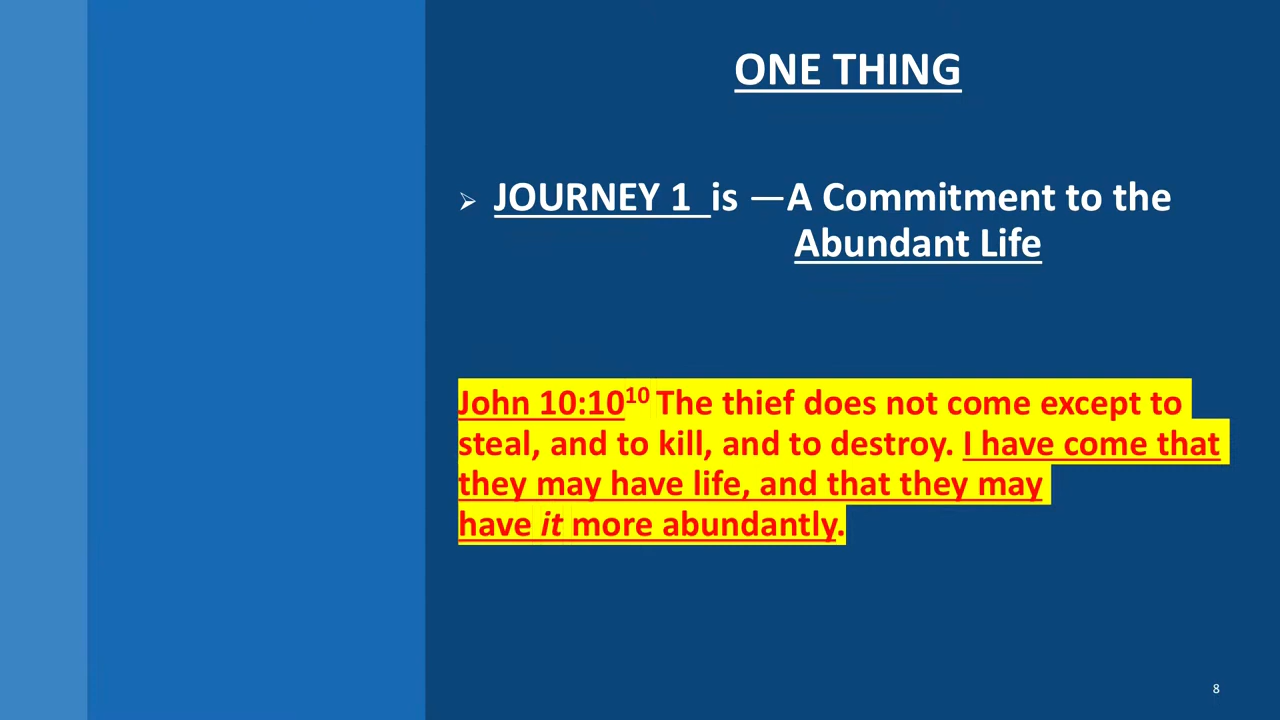 ONE THING
➢ JOURNEY 1 is —A Commitment to the
Abundant Life
John 10:10¹⁰ The thief does not come except to
steal, and to kill, and to destroy. I have come that
they may have life, and that they may
have it more abundantly.
8